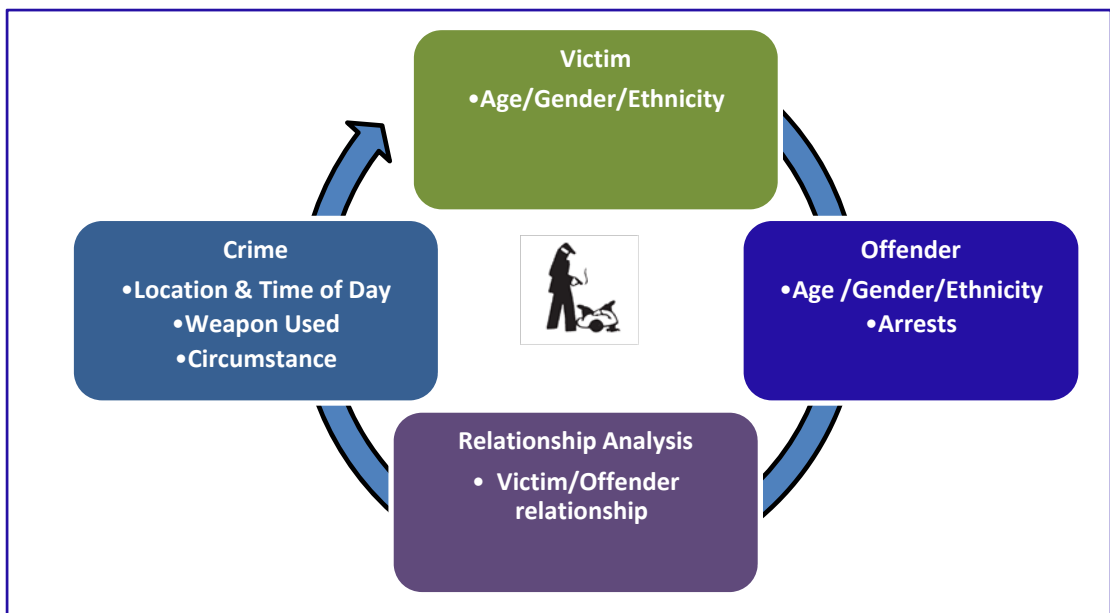 Victim
•Age/Gender/Ethnicity
Offender
•Age /Gender/Ethnicity
•Arrests
Relationship Analysis
• Victim/Offender
relationship
Crime
•Location & Time of Day
•Weapon Used
•Circumstance